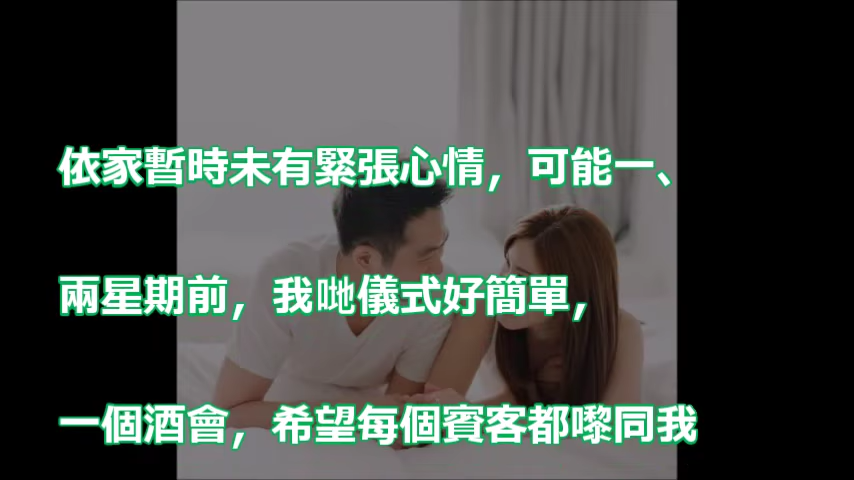 依家暫時未有緊張心情，可能一、
兩星期前，我哋儀式好簡單，
一個酒會，希望每個賓客都嚟同我